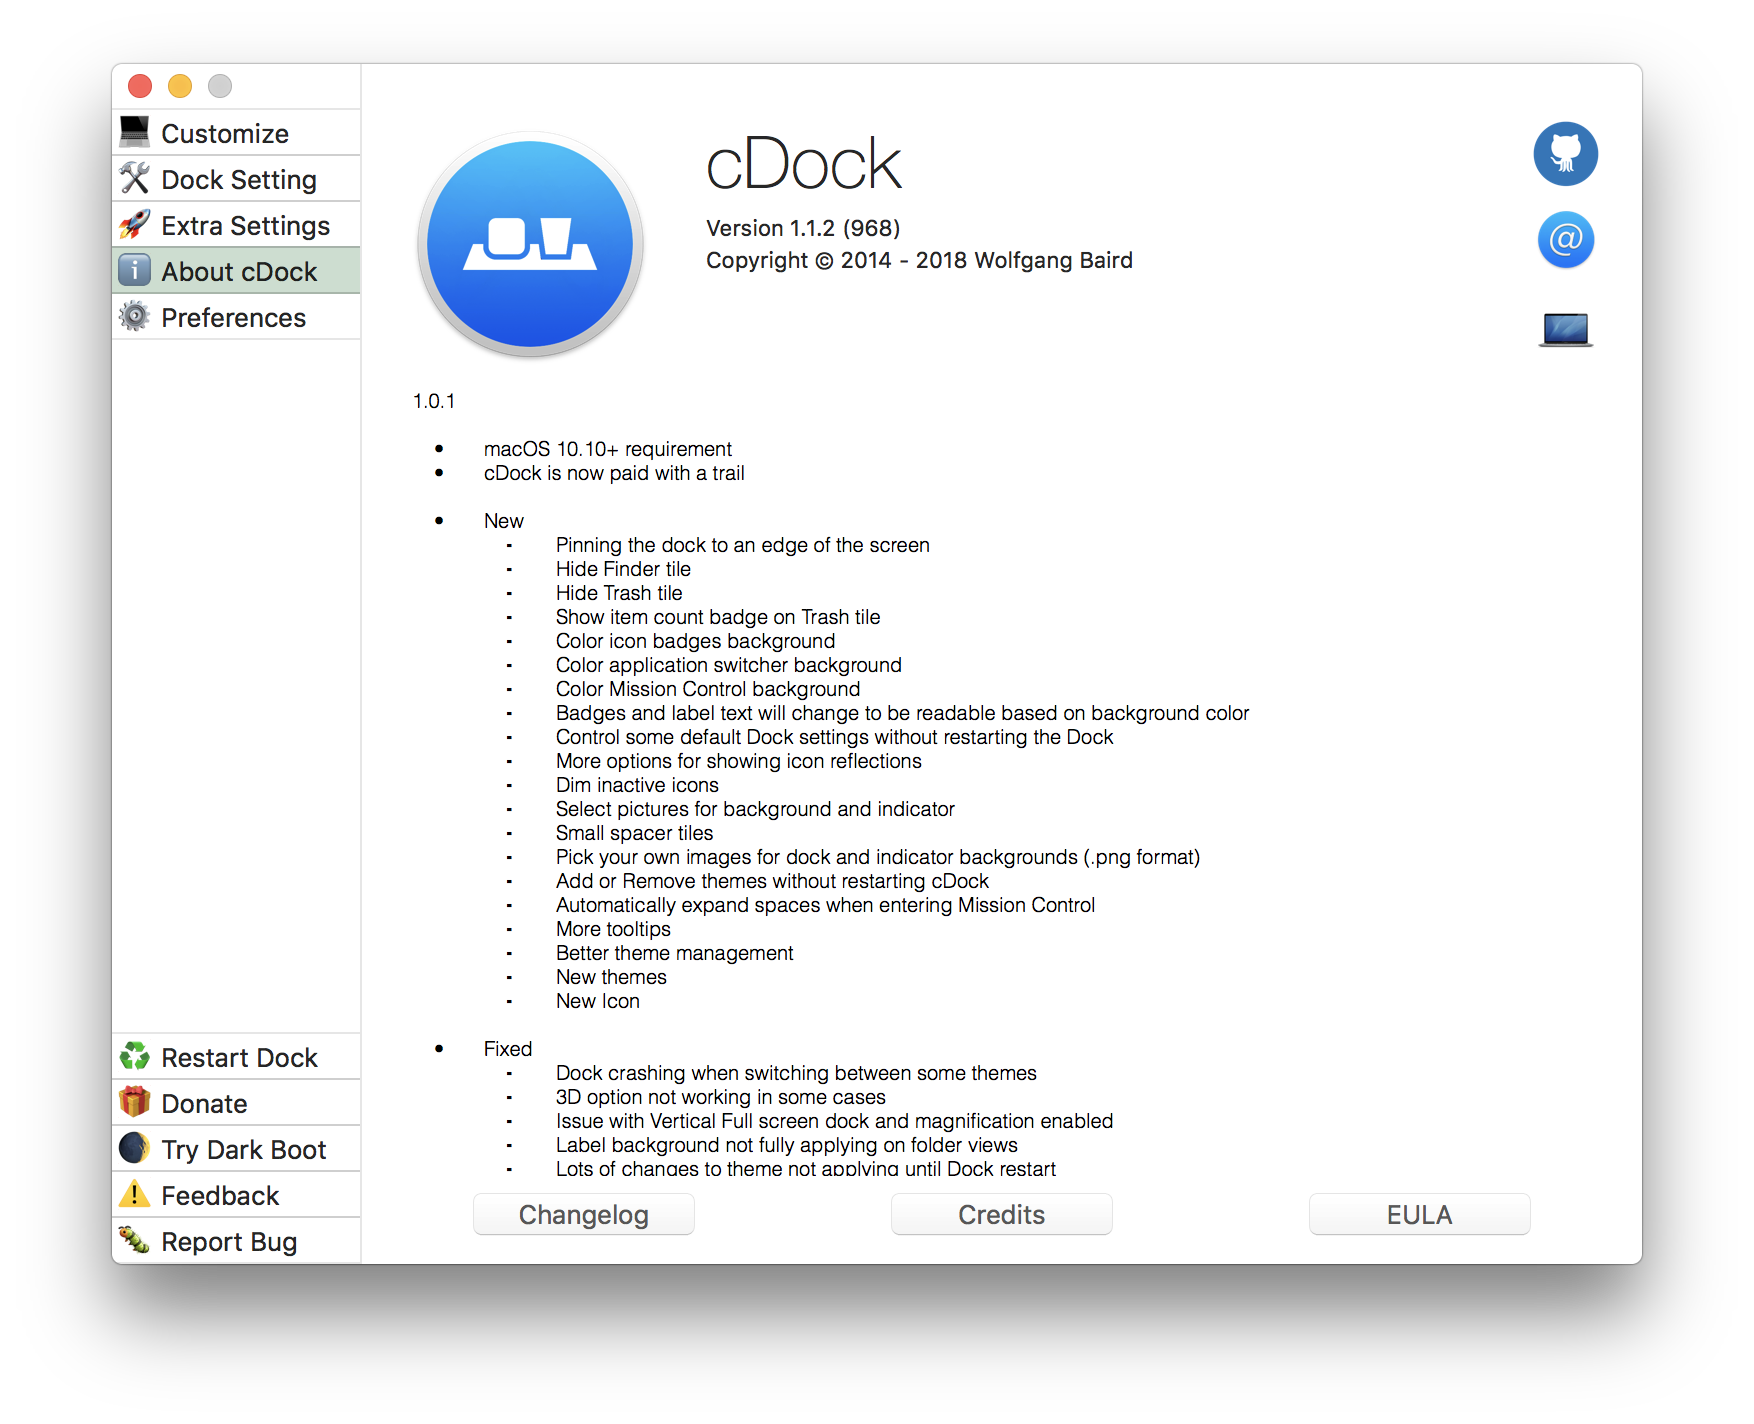 Customize
Dock Setting
Extra Settings
About cDock
Preferences
Restart Dock
Donate
Try Dark Boot
Feedback
Report Bug
cDock
Version 1.1.2 (968)
Copyright © 2014 - 2018 Wolfgang Baird
@
1.0.1
• macOS 10.10+ requirement
• cDock is now paid with a trail
• New
- Pinning the dock to an edge of the screen
- Hide Finder tile
- Hide Trash tile
- Show item count badge on Trash tile
- Color icon badges background
- Color application switcher background
- Color Mission Control background
- Badges and label text will change to be readable based on background color
- Control some default Dock settings without restarting the Dock
- More options for showing icon reflections
- Dim inactive icons
- Select pictures for background and indicator
- Small spacer tiles
- Pick your own images for dock and indicator backgrounds (.png format)
- Add or Remove themes without restarting cDock
- Automatically expand spaces when entering Mission Control
- More tooltips
- Better theme management
- New themes
- New Icon
• Fixed
- Dock crashing when switching between some themes
- 3D option not working in some cases
- Issue with Vertical Full screen dock and magnification enabled
- Label background not fully applying on folder views
- Lots of changes to theme not applying until Dock restart
Changelog
Credits
EULA